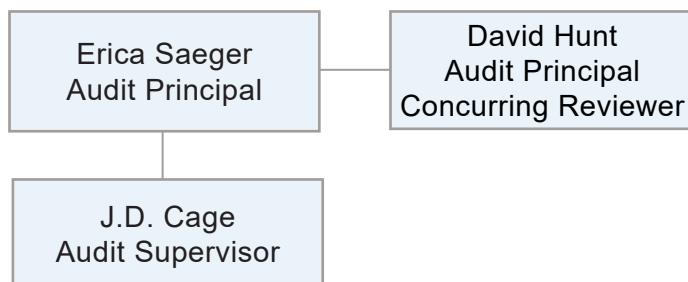 Erica Saeger
Audit Principal
David Hunt
Audit Principal
Concurring Reviewer
J.D. Cage
Audit Supervisor